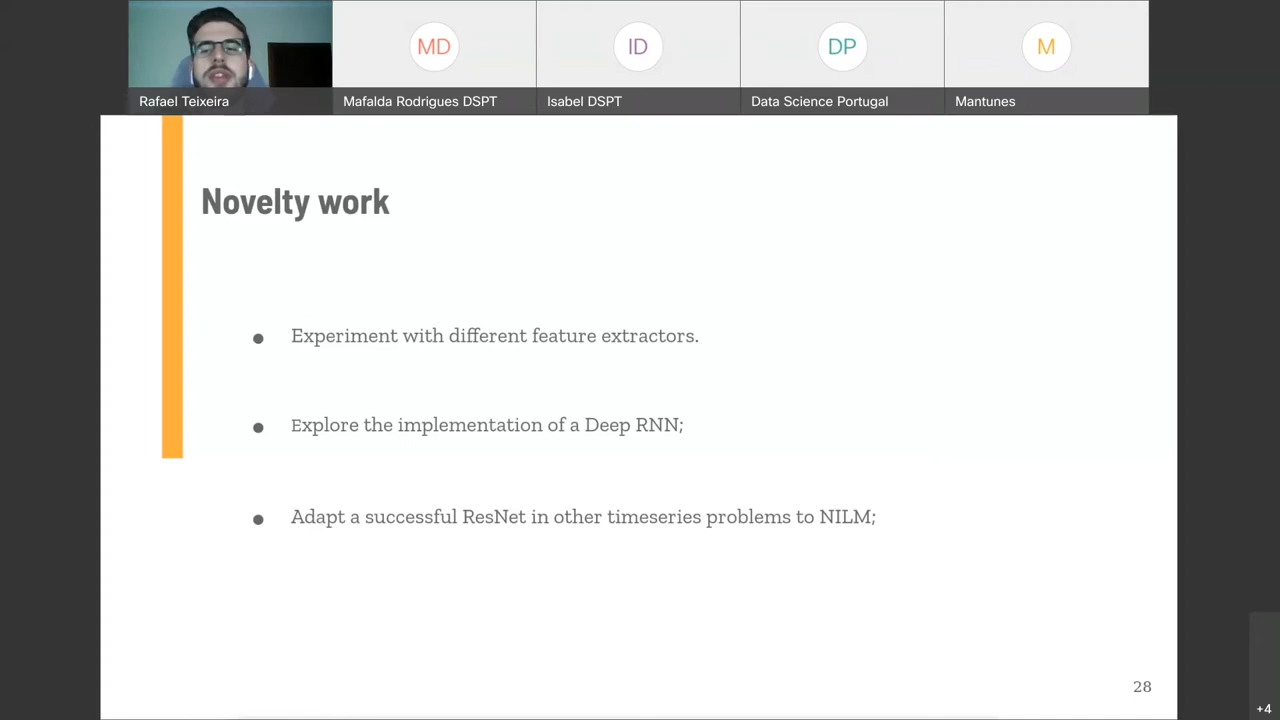 MD
ID
DP
M
Rafael Teixeira
Mafalda Rodrigues DSPT
Isabel DSPT
Data Science Portugal
Mantunes
Novelty work
Experiment with different feature extractors.
Explore the implementation of a Deep RNN;
Adapt a successful ResNet in other timeseries problems to NILM;
28
+4